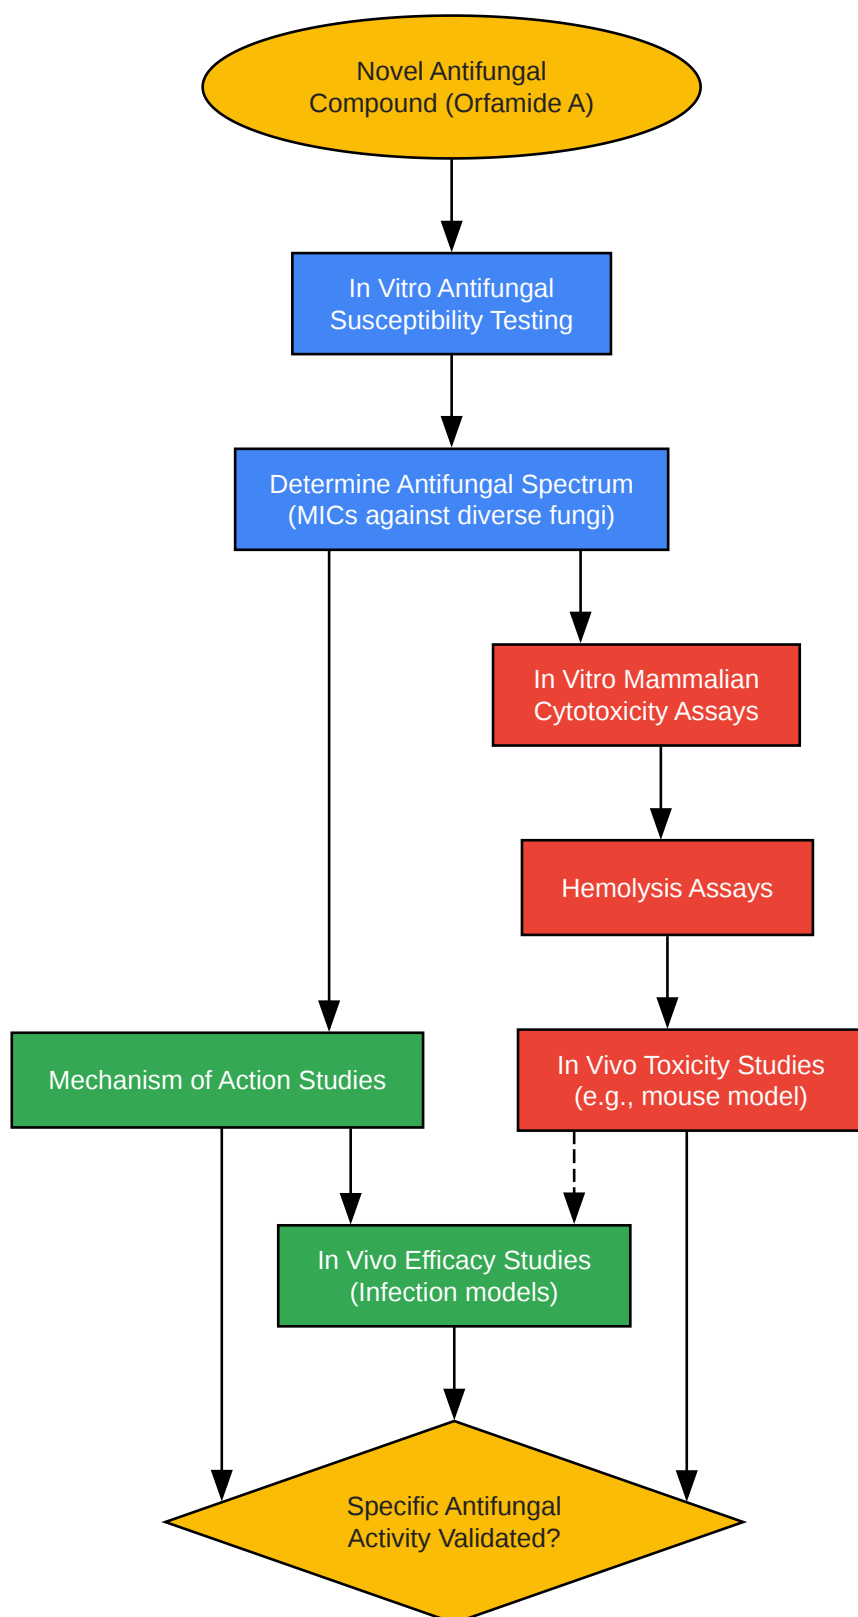 Novel Antifungal
Compound (Orfamide A)
In Vitro Antifungal
Susceptibility Testing
Determine Antifungal Spectrum
(MICs against diverse fungi)
In Vitro Mammalian
Cytotoxicity Assays
Hemolysis Assays
Mechanism of Action Studies
In Vivo Toxicity Studies
(e.g., mouse model)
In Vivo Efficacy Studies
(Infection models)
Specific Antifungal
Activity Validated?